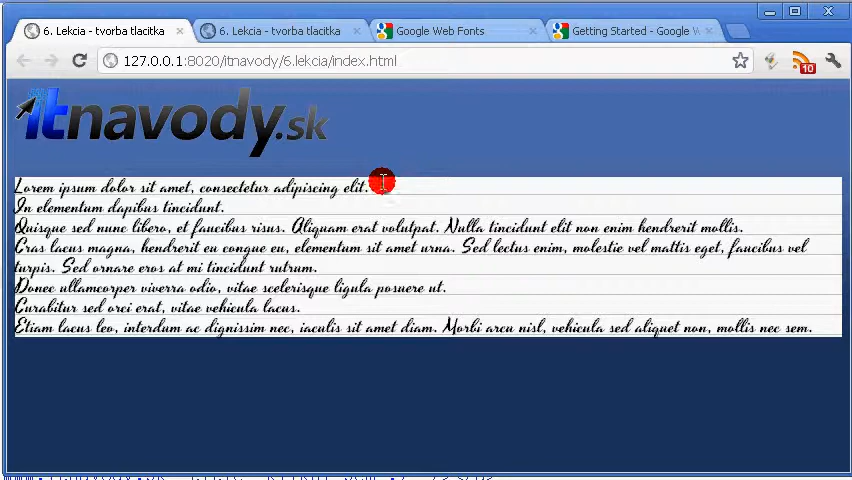 6. Lekcia - tvorba tlacitka
6. Lekcia - tvorba tlacitka
Google Web Fonts
Getting Started - Google W
127.0.0.1:8020/itnavody/6.lekcia/index.html
10
itnavody.sk
Lorem ipsum dolor sit amet, consectetur adipiscing elit.
In elementum dapibus tincidunt.
Quisque sed nunc libero, et faucibus risus. Aliquam erat volutpat. Nulla tincidunt elit non enim hendrerit mollis.
Cras lacus magna, hendrerit eu congue eu, elementum sit amet urna. Sed lectus enim, molestie vel mattis eget, faucibus vel
turpis. Sed ornare eros at mi tincidunt rutrum.
Donec ullamcorper viverra odio, vitae scelerisque ligula posuere ut.
Curabitur sed orci erat, vitae vehicula lacus.
Etiam lacus leo, interdum ac dignissim nec, iaculis sit amet diam. Morbi arcu nisl, vehicula sed aliquet non, mollis nec sem.